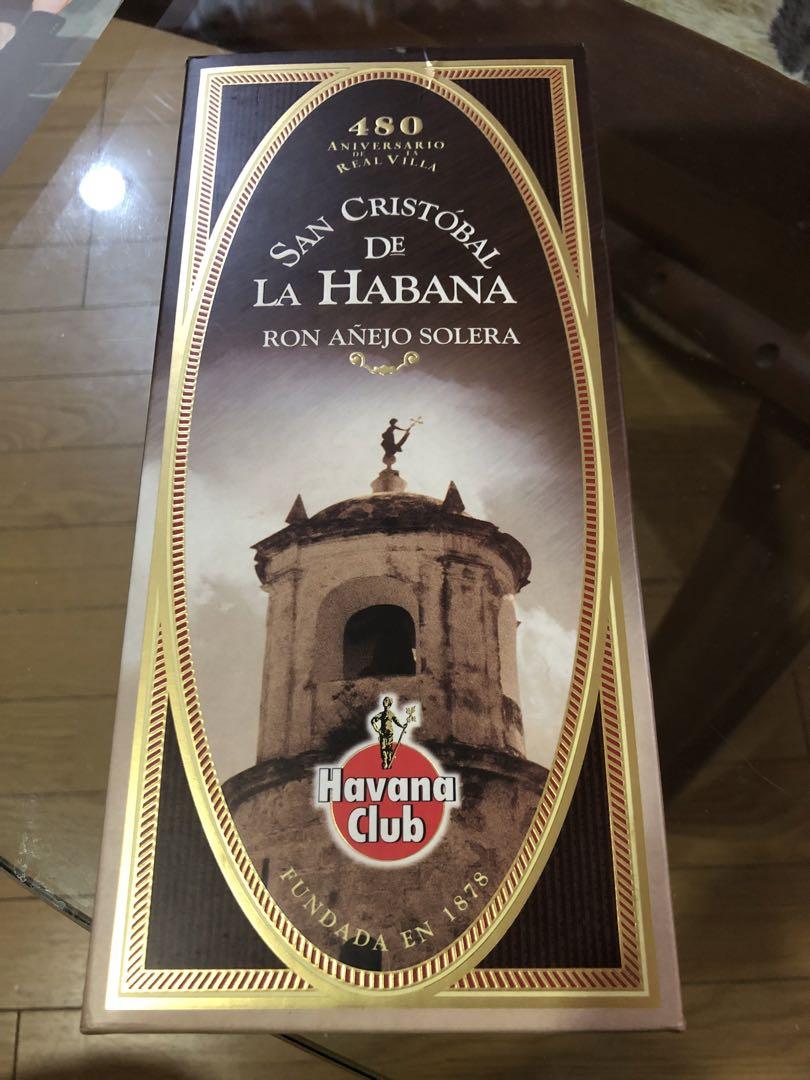 480
ANIVERSARIO
DE LA
REAL VILLA
SAN CRISTÓBAL
DE
LA HABANA
RON AÑEJO SOLERA
Havana
Club
FUNDADA EN 1878